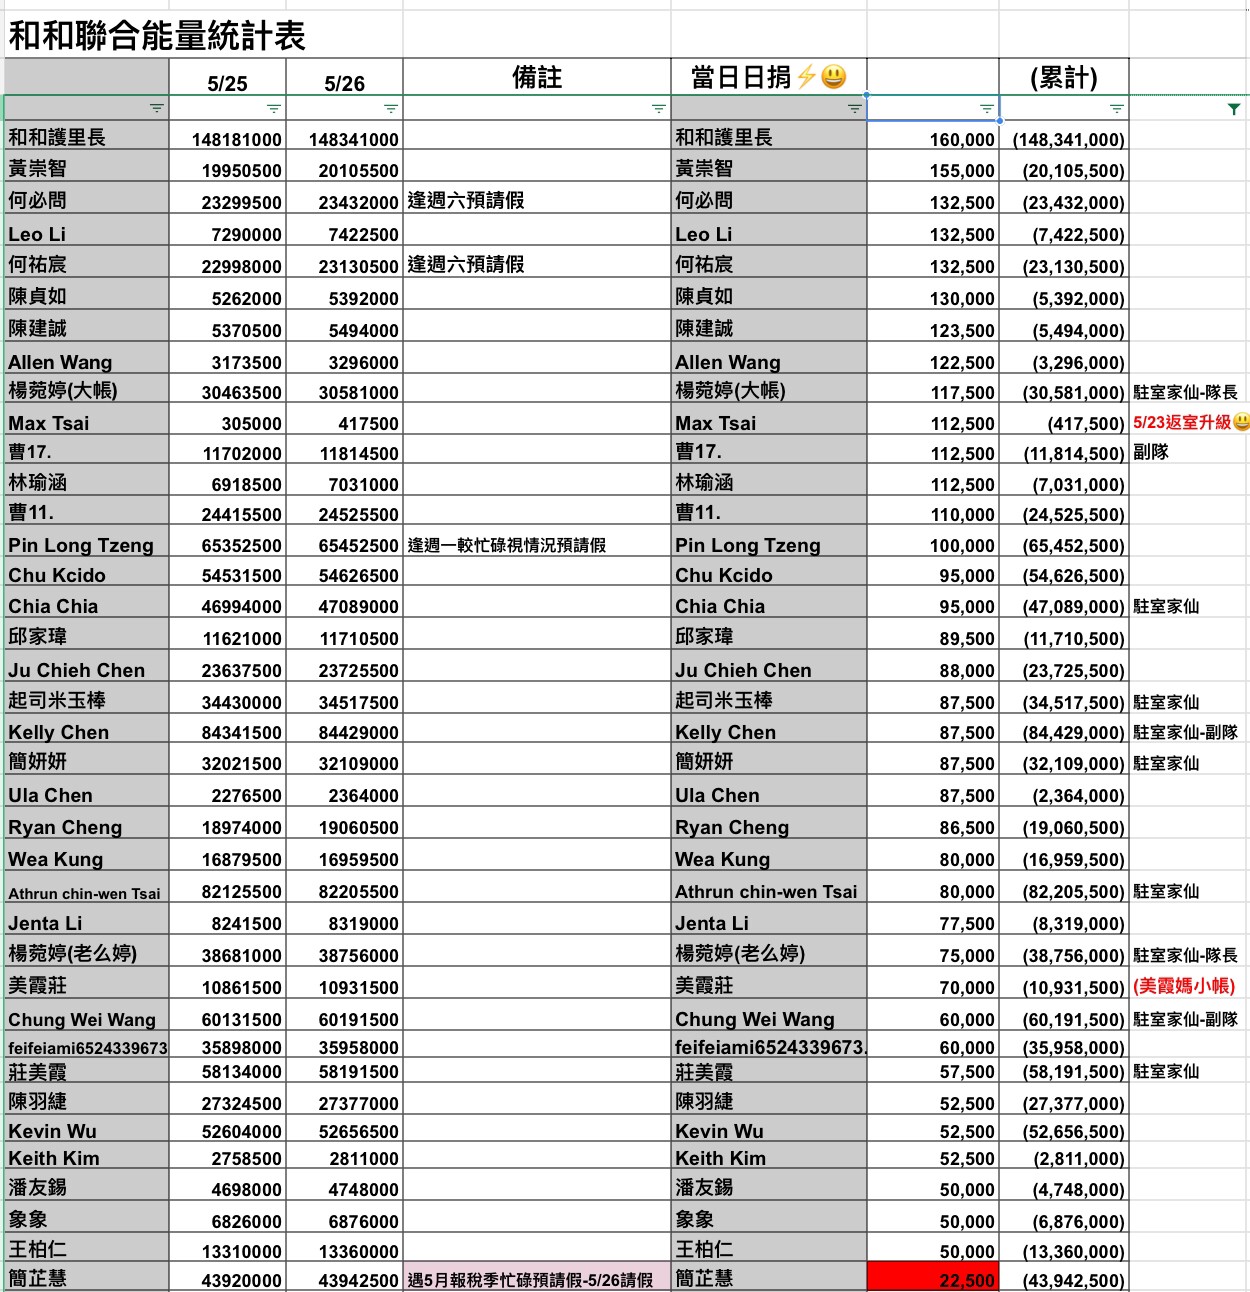 和和聯合能量統計表
5/25 5/26 備註 當日日捐⚡😃 (累計)
和和護里長 148181000 148341000 和和護里長 160,000 (148,341,000)
黃崇智 19950500 20105500 黃崇智 155,000 (20,105,500)
何必問 23299500 23432000 逢週六預請假 何必問 132,500 (23,432,000)
Leo Li 7290000 7422500 Leo Li 132,500 (7,422,500)
何祐宸 22998000 23130500 逢週六預請假 何祐宸 132,500 (23,130,500)
陳貞如 5262000 5392000 陳貞如 130,000 (5,392,000)
陳建誠 5370500 5494000 陳建誠 123,500 (5,494,000)
Allen Wang 3173500 3296000 Allen Wang 122,500 (3,296,000)
楊菀婷(大帳) 30463500 30581000 楊菀婷(大帳) 117,500 (30,581,000) 駐室家仙-隊長
Max Tsai 305000 417500 Max Tsai 112,500 (417,500) 5/23返室升級😃
曹17. 11702000 11814500 曹17. 112,500 (11,814,500) 副隊
林瑜涵 6918500 7031000 林瑜涵 112,500 (7,031,000)
曹11. 24415500 24525500 曹11. 110,000 (24,525,500)
Pin Long Tzeng 65352500 65452500 逢週一較忙碌視情況預請假 Pin Long Tzeng 100,000 (65,452,500)
Chu Kcido 54531500 54626500 Chu Kcido 95,000 (54,626,500)
Chia Chia 46994000 47089000 Chia Chia 95,000 (47,089,000) 駐室家仙
邱家瑋 11621000 11710500 邱家瑋 89,500 (11,710,500)
Ju Chieh Chen 23637500 23725500 Ju Chieh Chen 88,000 (23,725,500)
起司米玉棒 34430000 34517500 起司米玉棒 87,500 (34,517,500) 駐室家仙
Kelly Chen 84341500 84429000 Kelly Chen 87,500 (84,429,000) 駐室家仙-副隊
簡妍妍 32021500 32109000 簡妍妍 87,500 (32,109,000) 駐室家仙
Ula Chen 2276500 2364000 Ula Chen 87,500 (2,364,000)
Ryan Cheng 18974000 19060500 Ryan Cheng 86,500 (19,060,500)
Wea Kung 16879500 16959500 Wea Kung 80,000 (16,959,500)
Athrun chin-wen Tsai 82125500 82205500 Athrun chin-wen Tsai 80,000 (82,205,500) 駐室家仙
Jenta Li 8241500 8319000 Jenta Li 77,500 (8,319,000)
楊菀婷(老么婷) 38681000 38756000 楊菀婷(老么婷) 75,000 (38,756,000) 駐室家仙-隊長
美霞莊 10861500 10931500 美霞莊 70,000 (10,931,500) (美霞媽小帳)
Chung Wei Wang 60131500 60191500 Chung Wei Wang 60,000 (60,191,500) 駐室家仙-副隊
feifeiami6524339673 35898000 35958000 feifeiami6524339673. 60,000 (35,958,000)
莊美霞 58134000 58191500 莊美霞 57,500 (58,191,500) 駐室家仙
陳羽緁 27324500 27377000 陳羽緁 52,500 (27,377,000)
Kevin Wu 52604000 52656500 Kevin Wu 52,500 (52,656,500)
Keith Kim 2758500 2811000 Keith Kim 52,500 (2,811,000)
潘友錫 4698000 4748000 潘友錫 50,000 (4,748,000)
象象 6826000 6876000 象象 50,000 (6,876,000)
王柏仁 13310000 13360000 王柏仁 50,000 (13,360,000)
簡芷慧 43920000 43942500 遇5月報稅季忙碌預請假-5/26請假 簡芷慧 22,500 (43,942,500)